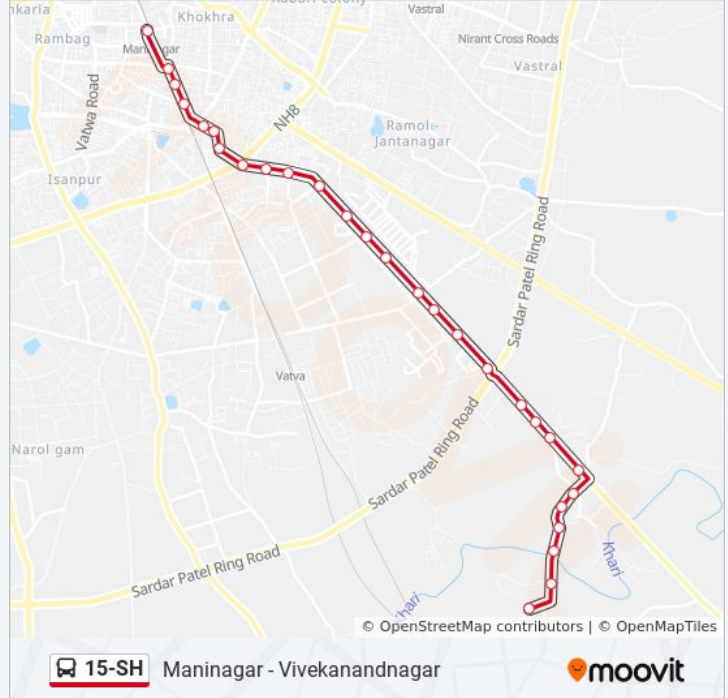 Khokhra
Vastral
Rambag
Nirant Cross Roads
Vastral
Vatwa Road
NH8
Ramol-
Jantanagar
Isanpur
Sardar Patel Ring Road
Vatva
Narol gam
Sardar Patel Ring Road
Sardar Patel Ring Road
Khari
Khari
© OpenStreetMap contributors | © OpenMapTiles
15-SH Maninagar - Vivekanandnagar
moovit